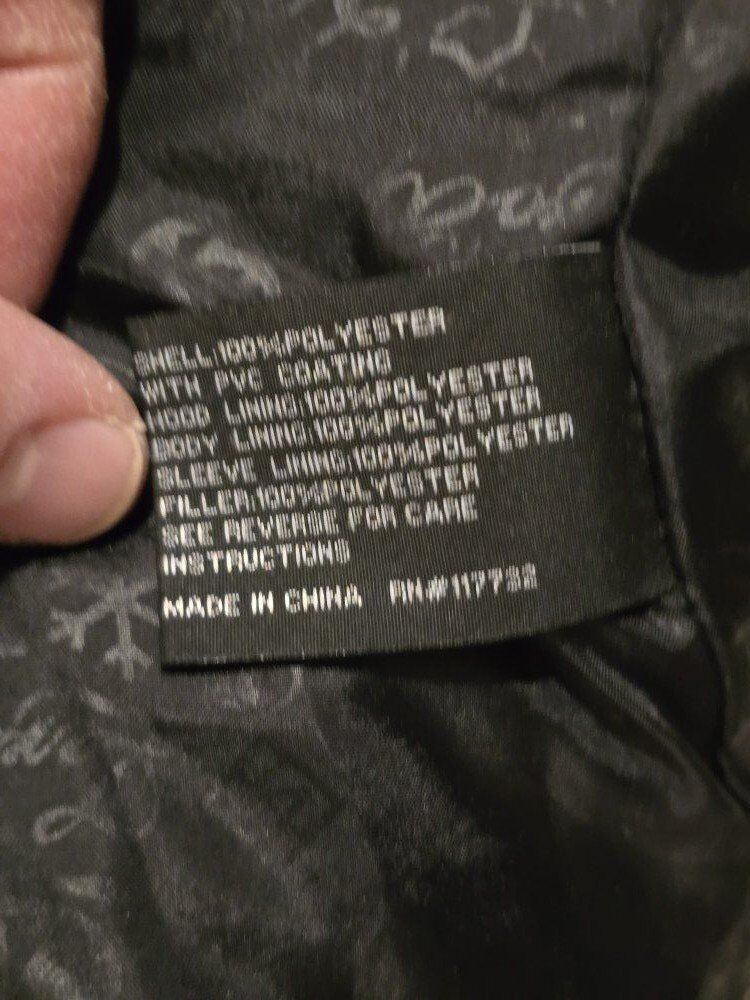 SHELL:100%POLYESTER
WITH PVC COATING
HOOD LINING:100%POLYESTER
BODY LINING:100%POLYESTER
SLEEVE LINING:100%POLYESTER
FILLER:100%POLYESTER
SEE REVERSE FOR CARE
INSTRUCTIONS
MADE IN CHINA RN#117732